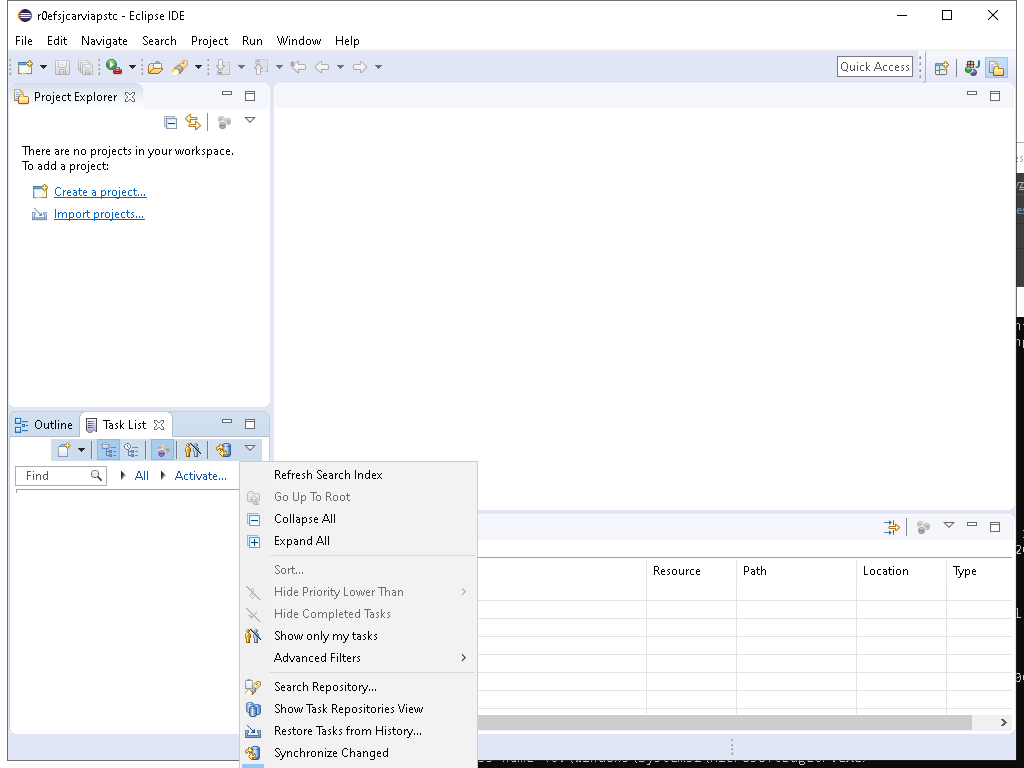 r0efsjcarviapstc - Eclipse IDE
File Edit Navigate Search Project Run Window Help
Quick Access
Project Explorer
There are no projects in your workspace.
To add a project:
Create a project...
Import projects...
Outline Task List
Find All Activate...
Refresh Search Index
Go Up To Root
Collapse All
Expand All
Sort...
Hide Priority Lower Than
Hide Completed Tasks
Show only my tasks
Advanced Filters
Search Repository...
Show Task Repositories View
Restore Tasks from History...
Synchronize Changed
Resource Path Location Type